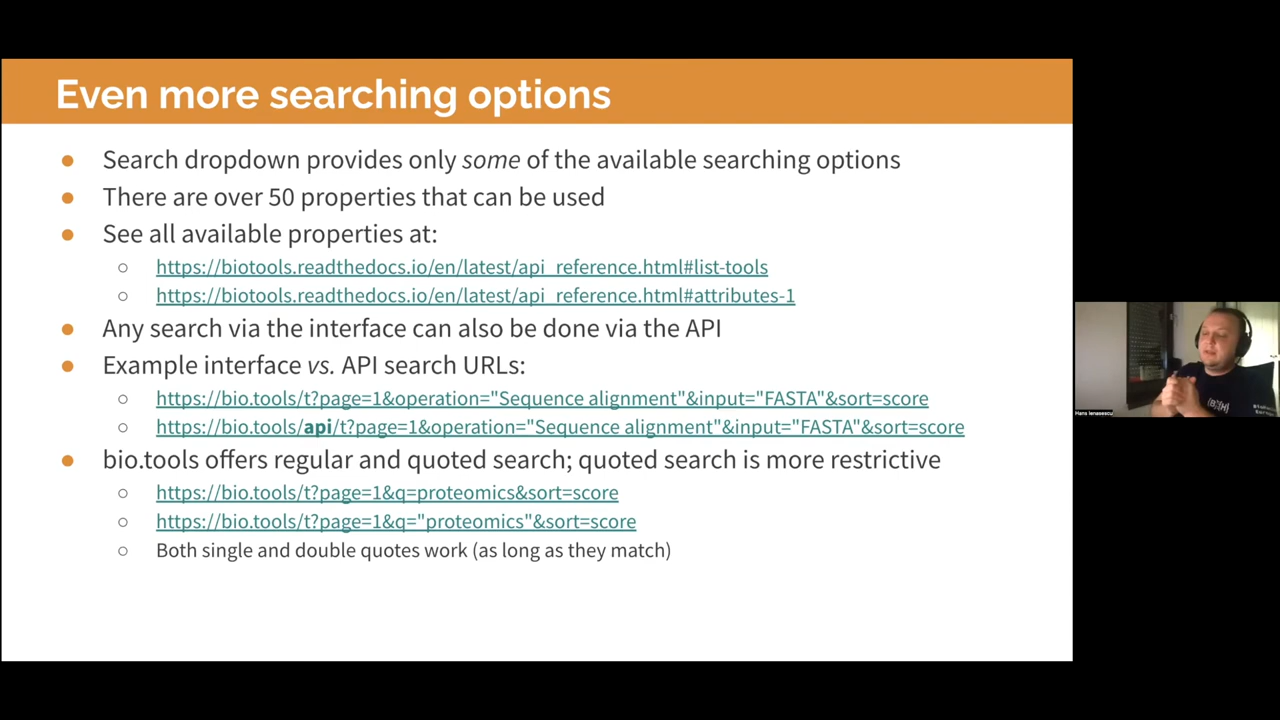 Even more searching options
● Search dropdown provides only some of the available searching options
● There are over 50 properties that can be used
● See all available properties at:
○ https://biotools.readthedocs.io/en/latest/api_reference.html#list-tools
○ https://biotools.readthedocs.io/en/latest/api_reference.html#attributes-1
● Any search via the interface can also be done via the API
● Example interface vs. API search URLs:
○ https://bio.tools/t?page=1&operation="Sequence alignment"&input="FASTA"&sort=score
○ https://bio.tools/api/t?page=1&operation="Sequence alignment"&input="FASTA"&sort=score
● bio.tools offers regular and quoted search; quoted search is more restrictive
○ https://bio.tools/t?page=1&q=proteomics&sort=score
○ https://bio.tools/t?page=1&q="proteomics"&sort=score
○ Both single and double quotes work (as long as they match)
Hans Ienasescu